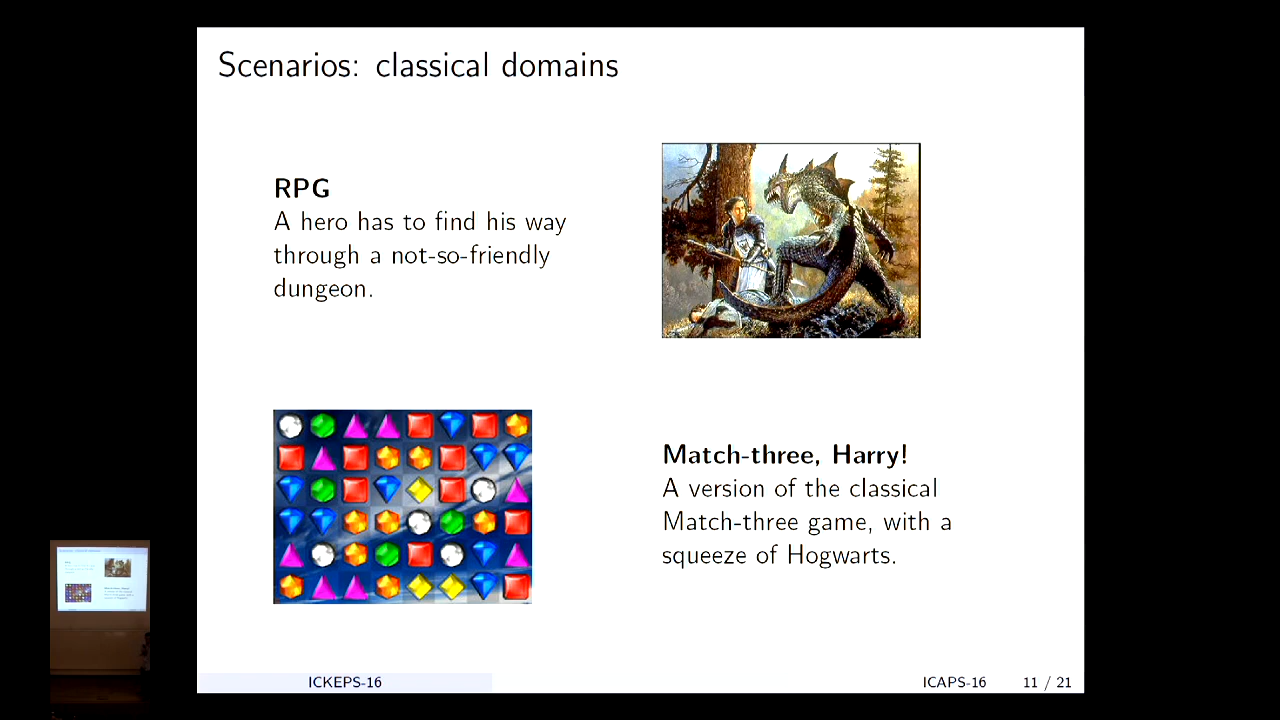 Scenarios: classical domains
RPG
A hero has to find his way
through a not-so-friendly
dungeon.
Match-three, Harry!
A version of the classical
Match-three game, with a
squeeze of Hogwarts.
ICKEPS-16
ICAPS-16
11 / 21